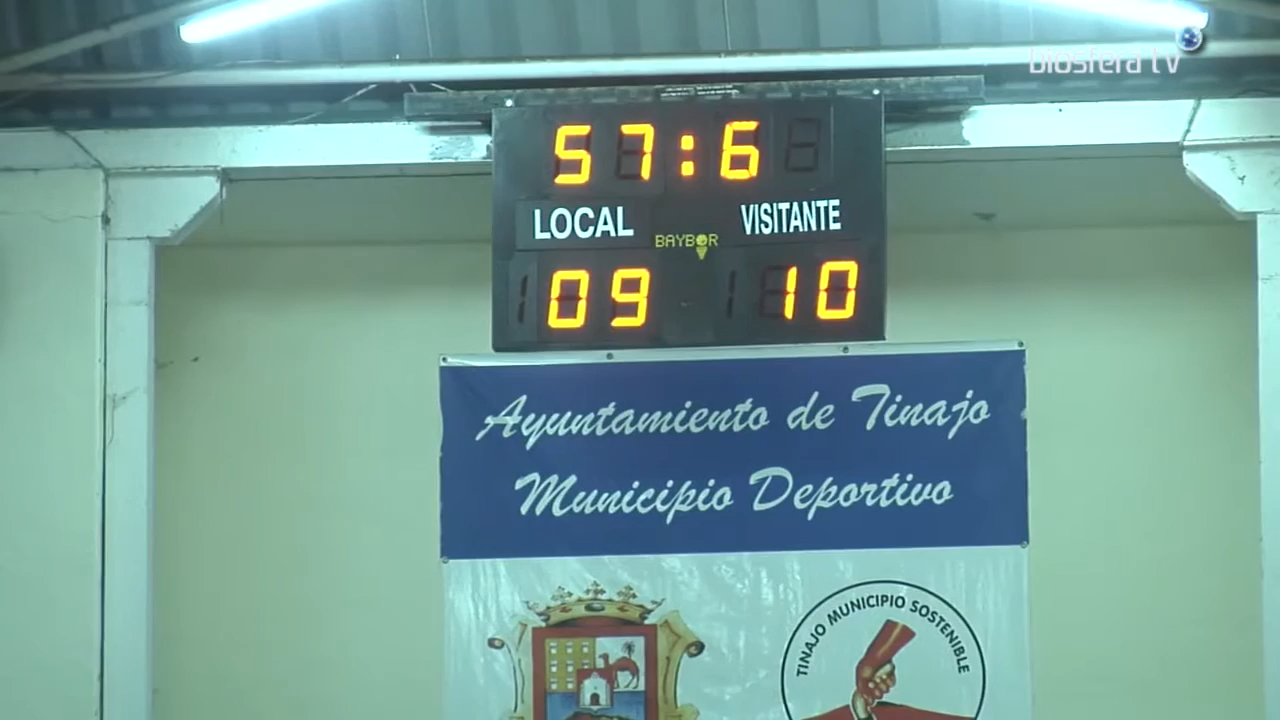 biosfera tv
57:6
LOCAL
VISITANTE
BAYBOR
09
10
Ayuntamiento de Tinajo
Municipio Deportivo
TINAJO MUNICIPIO SOSTENIBLE